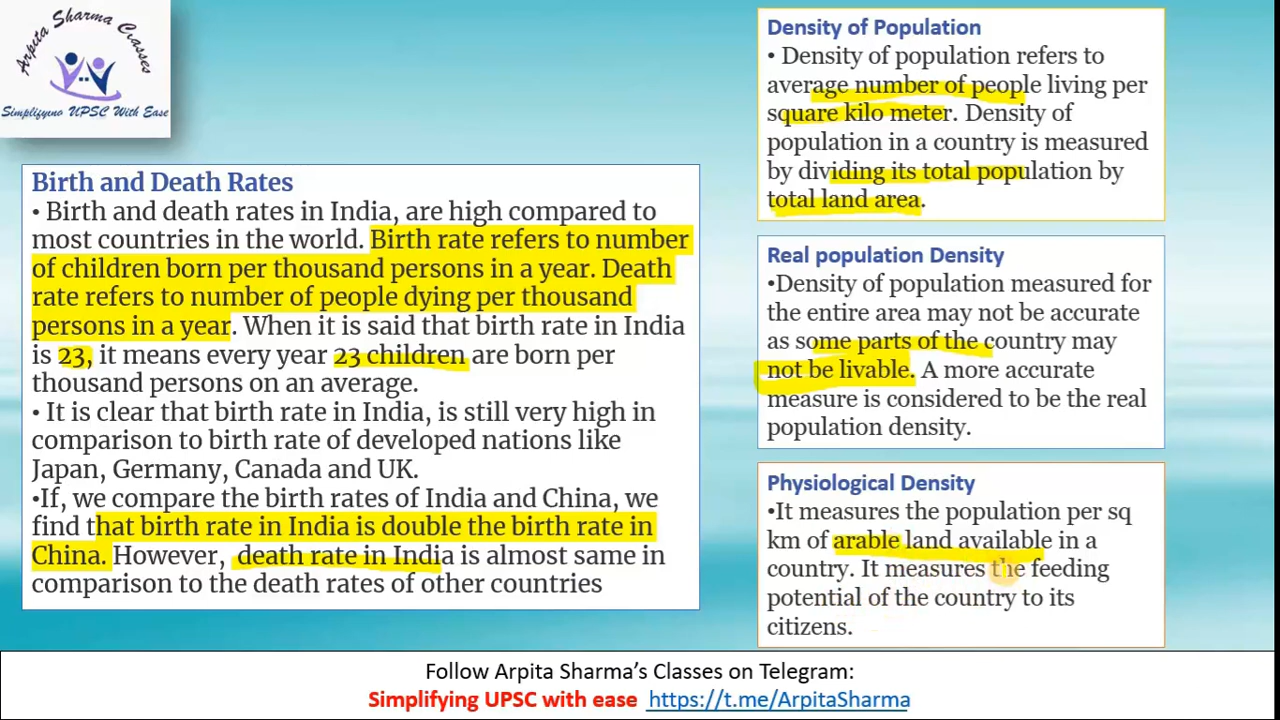 Arpita Sharma Classes
Simplifyino UPSC With Ease
Birth and Death Rates
• Birth and death rates in India, are high compared to
most countries in the world. Birth rate refers to number
of children born per thousand persons in a year. Death
rate refers to number of people dying per thousand
persons in a year. When it is said that birth rate in India
is 23, it means every year 23 children are born per
thousand persons on an average.
• It is clear that birth rate in India, is still very high in
comparison to birth rate of developed nations like
Japan, Germany, Canada and UK.
•If, we compare the birth rates of India and China, we
find that birth rate in India is double the birth rate in
China. However, death rate in India is almost same in
comparison to the death rates of other countries
Density of Population
• Density of population refers to
average number of people living per
square kilo meter. Density of
population in a country is measured
by dividing its total population by
total land area.
Real population Density
•Density of population measured for
the entire area may not be accurate
as some parts of the country may
not be livable. A more accurate
measure is considered to be the real
population density.
Physiological Density
•It measures the population per sq
km of arable land available in a
country. It measures the feeding
potential of the country to its
citizens.
Follow Arpita Sharma's Classes on Telegram:
Simplifying UPSC with ease https://t.me/ArpitaSharma